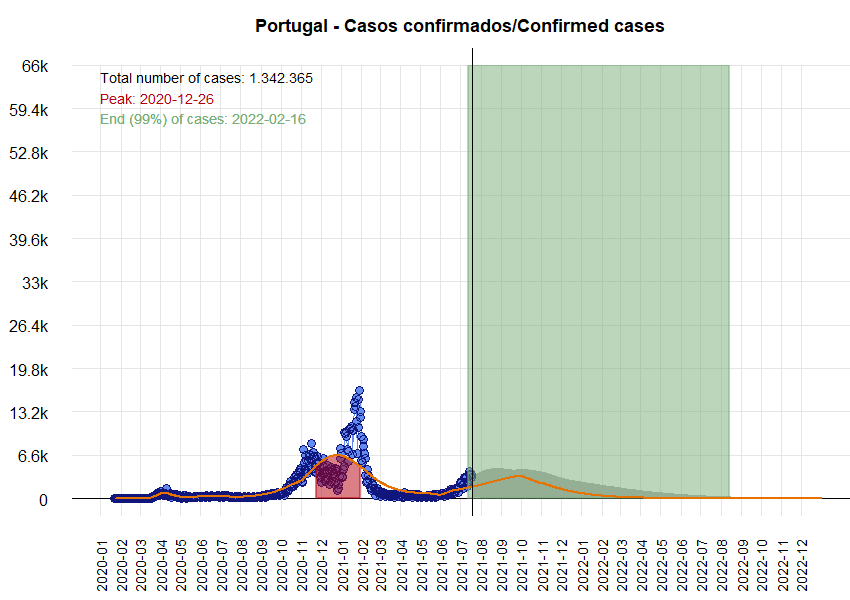 Portugal - Casos confirmados/Confirmed cases
66k
59.4k
52.8k
46.2k
39.6k
33k
26.4k
19.8k
13.2k
6.6k
0
Total number of cases: 1.342.365
Peak: 2020-12-26
End (99%) of cases: 2022-02-16
2020-01
2020-02
2020-03
2020-04
2020-05
2020-06
2020-07
2020-08
2020-09
2020-10
2020-11
2020-12
2021-01
2021-02
2021-03
2021-04
2021-05
2021-06
2021-07
2021-08
2021-09
2021-10
2021-11
2021-12
2022-01
2022-02
2022-03
2022-04
2022-05
2022-06
2022-07
2022-08
2022-09
2022-10
2022-11
2022-12